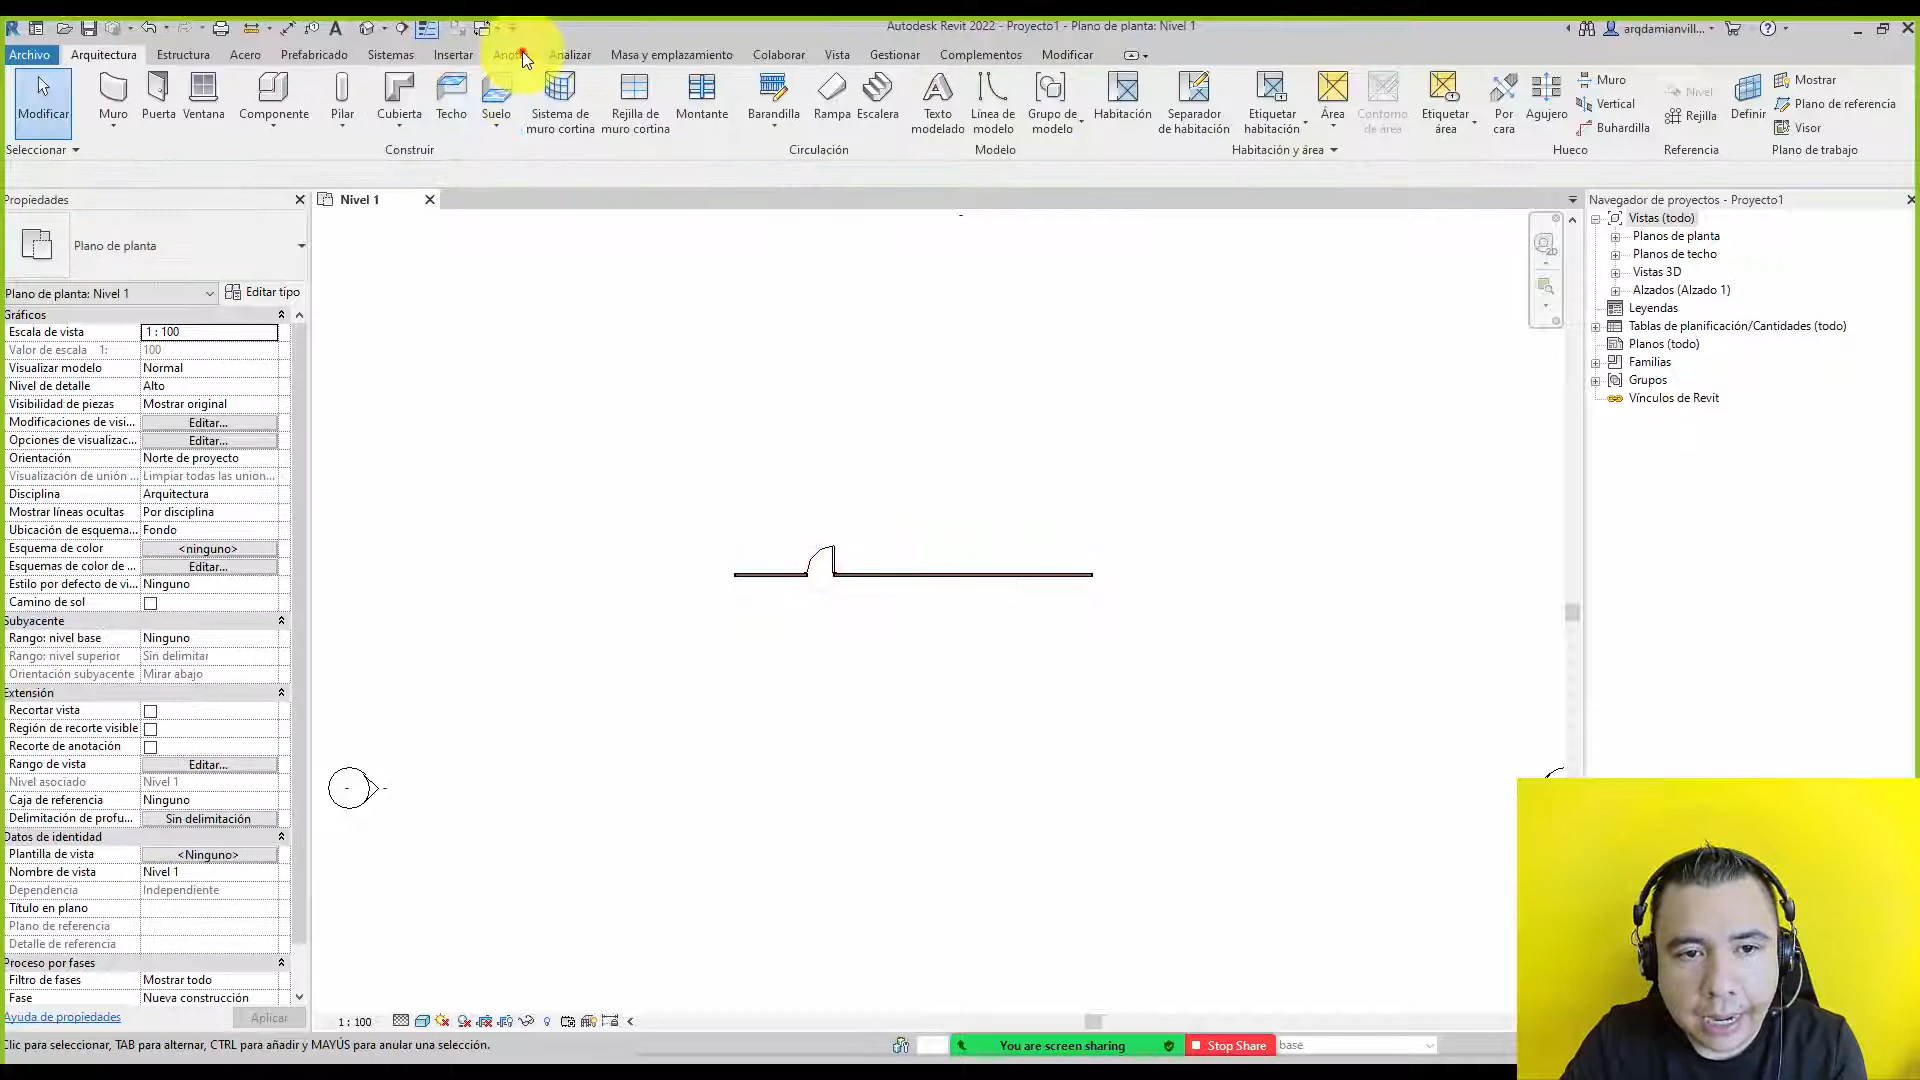 Autodesk Revit 2022 - Proyecto1 - Plano de planta: Nivel 1
arqdamianvill...
Archivo Arquitectura Estructura Acero Prefabricado Sistemas Insertar Analizar Masa y emplazamiento Colaborar Vista Gestionar Complementos Modificar
Modificar Muro Puerta Ventana Componente Pilar Cubierta Techo Suelo Sistema de muro cortina Rejilla de muro cortina Montante Barandilla Rampa Escalera Texto modelado Línea de modelo Grupo de modelo Habitación Separador de habitación Etiquetar habitación Área Contorno de área Etiquetar área Por cara Agujero Muro Vertical Buhardilla Nivel Rejilla Definir Mostrar Plano de referencia Visor
Seleccionar Construir Circulación Modelo Habitación y área Hueco Referencia Plano de trabajo
Propiedades
Plano de planta
Plano de planta: Nivel 1 Editar tipo
Gráficos
Escala de vista 1 : 100
Valor de escala 1: 100
Visualizar modelo Normal
Nivel de detalle Alto
Visibilidad de piezas Mostrar original
Modificaciones de visi... Editar...
Opciones de visualizac... Editar...
Orientación Norte de proyecto
Visualización de unión ... Limpiar todas las union...
Disciplina Arquitectura
Mostrar líneas ocultas Por disciplina
Ubicación de esquema... Fondo
Esquema de color <ninguno>
Esquemas de color de ... Editar...
Estilo por defecto de vi... Ninguno
Camino de sol
Subyacente
Rango: nivel base Ninguno
Rango: nivel superior Sin delimitar
Orientación subyacente Mirar abajo
Extensión
Recortar vista
Región de recorte visible
Recorte de anotación
Rango de vista Editar...
Nivel asociado Nivel 1
Caja de referencia Ninguno
Delimitación de profu... Sin delimitación
Datos de identidad
Plantilla de vista <Ninguno>
Nombre de vista Nivel 1
Dependencia Independiente
Título en plano
Plano de referencia
Detalle de referencia
Proceso por fases
Filtro de fases Mostrar todo
Fase Nueva construcción
Ayuda de propiedades Aplicar
Nivel 1
2D
1 : 100
Navegador de proyectos - Proyecto1
Vistas (todo)
Planos de planta
Planos de techo
Vistas 3D
Alzados (Alzado 1)
Leyendas
Tablas de planificación/Cantidades (todo)
Planos (todo)
Familias
Grupos
Vínculos de Revit
Clic para seleccionar, TAB para alternar, CTRL para añadir y MAYÚS para anular una selección.
You are screen sharing Stop Share base